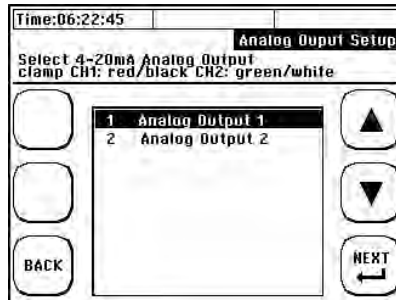 Time:06:22:45
Analog Ouput Setup
Select 4-20mA Analog Output
clamp CH1: red/black CH2: green/white
1 Analog Output 1
2 Analog Output 2
BACK
NEXT